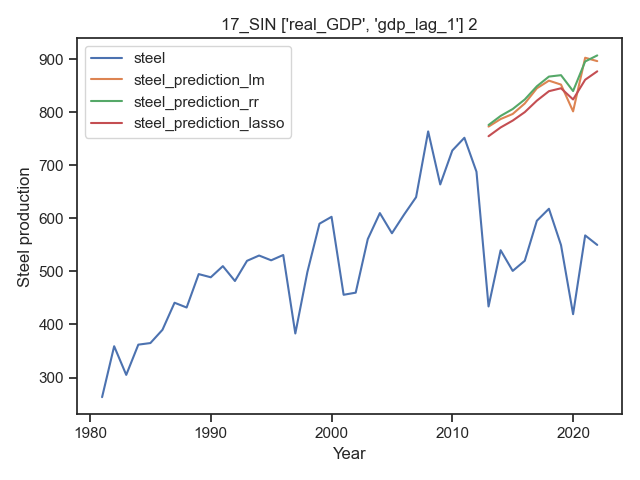 17_SIN ['real_GDP', 'gdp_lag_1'] 2
steel
steel_prediction_lm
steel_prediction_rr
steel_prediction_lasso
900
800
700
600
500
400
300
Steel production
1980
1990
2000
2010
2020
Year